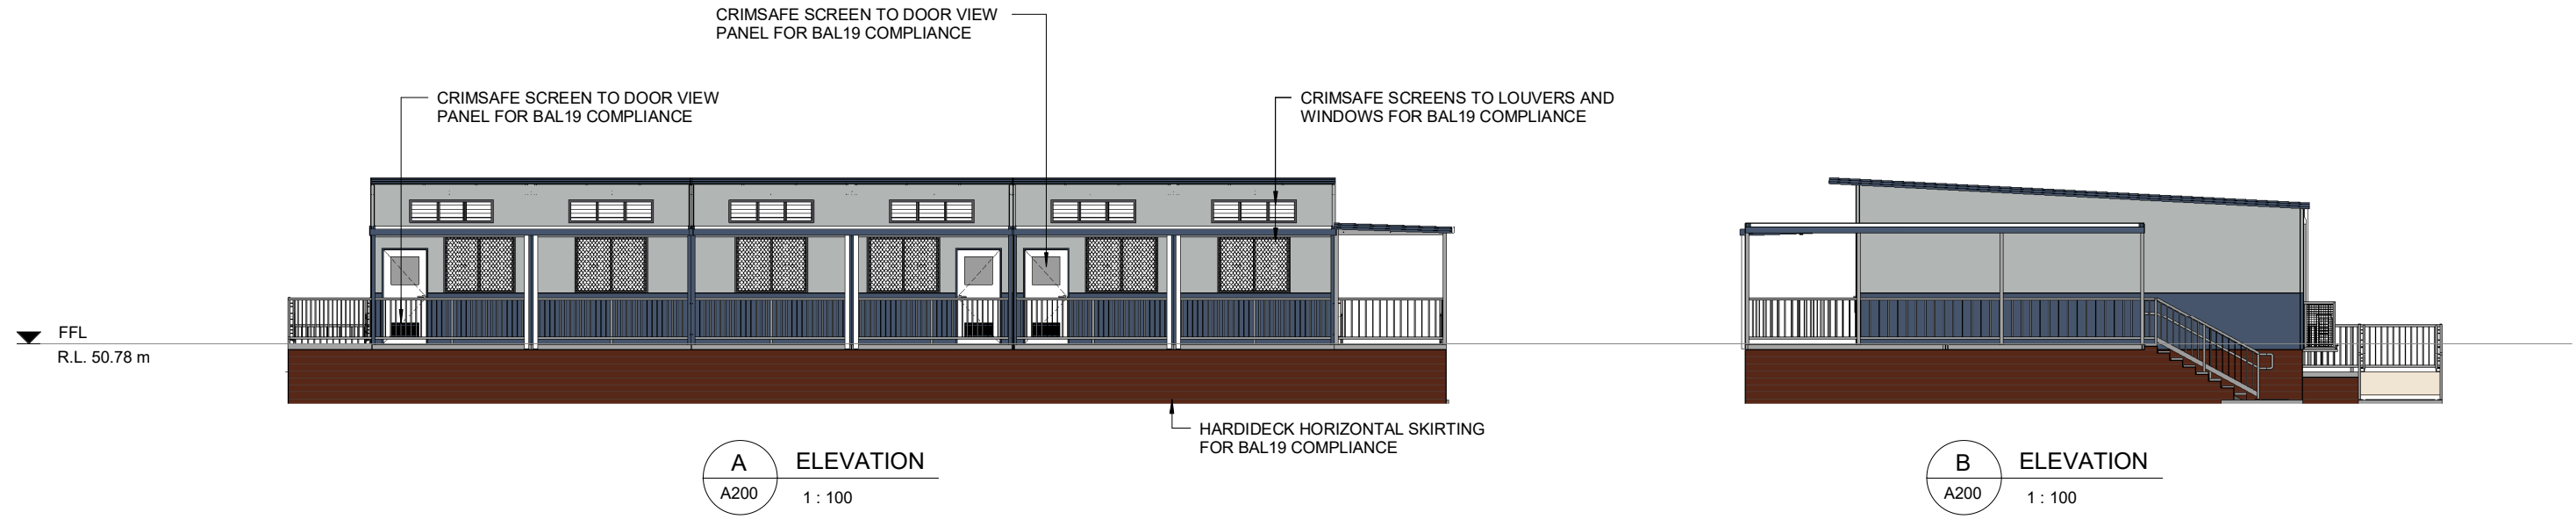 CRIMSAFE SCREEN TO DOOR VIEW
PANEL FOR BAL19 COMPLIANCE
CRIMSAFE SCREEN TO DOOR VIEW
PANEL FOR BAL19 COMPLIANCE
CRIMSAFE SCREENS TO LOUVERS AND
WINDOWS FOR BAL19 COMPLIANCE
FFL
R.L. 50.78 m
HARDIDECK HORIZONTAL SKIRTING
FOR BAL19 COMPLIANCE
A
A200
ELEVATION
1 : 100
B
A200
ELEVATION
1 : 100